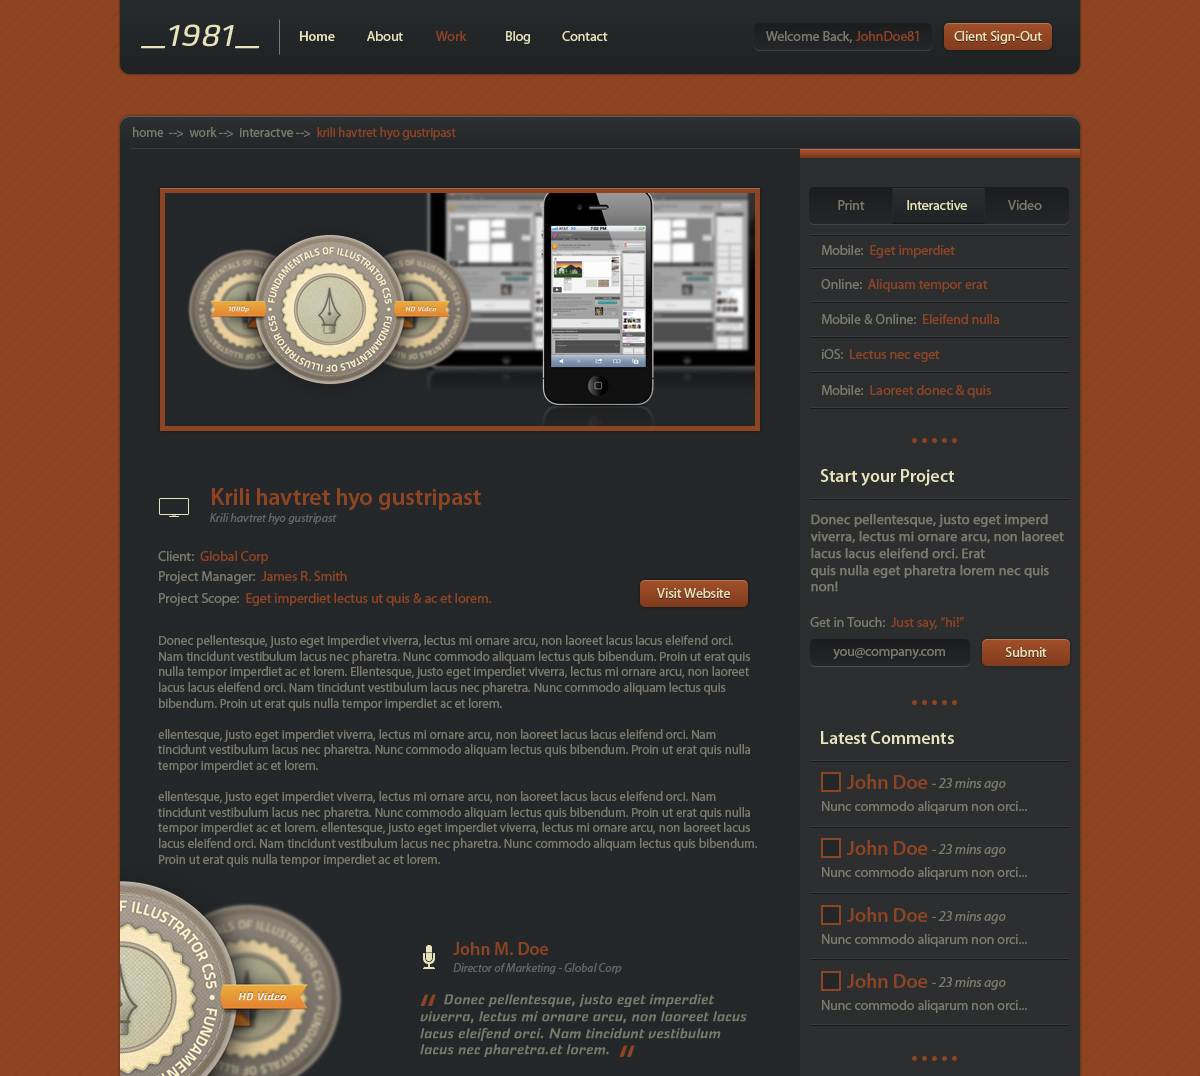 __1981__
Home About Work Blog Contact
Welcome Back, JohnDoe81
Client Sign-Out
home --> work --> interactve --> krili havtret hyo gustripast
FUNDAMENTALS OF ILLUSTRATOR CS5 • FUNDAMENTALS OF ILLUSTRATOR CS5 •
1080p
HD Video
AT&T 7:02 PM
Krili havtret hyo gustripast
Krili havtret hyo gustripast
Client: Global Corp
Project Manager: James R. Smith
Project Scope: Eget imperdiet lectus ut quis & ac et lorem.
Visit Website
Donec pellentesque, justo eget imperdiet viverra, lectus mi ornare arcu, non laoreet lacus lacus eleifend orci.
Nam tincidunt vestibulum lacus nec pharetra. Nunc commodo aliquam lectus quis bibendum. Proin ut erat quis
nulla tempor imperdiet ac et lorem. Ellentesque, justo eget imperdiet viverra, lectus mi ornare arcu, non laoreet
lacus lacus eleifend orci. Nam tincidunt vestibulum lacus nec pharetra. Nunc commodo aliquam lectus quis
bibendum. Proin ut erat quis nulla tempor imperdiet ac et lorem.
ellentesque, justo eget imperdiet viverra, lectus mi ornare arcu, non laoreet lacus lacus eleifend orci. Nam
tincidunt vestibulum lacus nec pharetra. Nunc commodo aliquam lectus quis bibendum. Proin ut erat quis nulla
tempor imperdiet ac et lorem.
ellentesque, justo eget imperdiet viverra, lectus mi ornare arcu, non laoreet lacus lacus eleifend orci. Nam
tincidunt vestibulum lacus nec pharetra. Nunc commodo aliquam lectus quis bibendum. Proin ut erat quis nulla
tempor imperdiet ac et lorem. ellentesque, justo eget imperdiet viverra, lectus mi ornare arcu, non laoreet lacus
lacus eleifend orci. Nam tincidunt vestibulum lacus nec pharetra. Nunc commodo aliquam lectus quis bibendum.
Proin ut erat quis nulla tempor imperdiet ac et lorem.
F ILLUSTRATOR CS5 • FUNDAMENTALS
HD Video
John M. Doe
Director of Marketing - Global Corp
" Donec pellentesque, justo eget imperdiet
viverra, lectus mi ornare arcu, non laoreet lacus
lacus eleifend orci. Nam tincidunt vestibulum
lacus nec pharetra.et lorem. "
Print Interactive Video
Mobile: Eget imperdiet
Online: Aliquam tempor erat
Mobile & Online: Eleifend nulla
iOS: Lectus nec eget
Mobile: Laoreet donec & quis
Start your Project
Donec pellentesque, justo eget imperd
viverra, lectus mi ornare arcu, non laoreet
lacus lacus eleifend orci. Erat
quis nulla eget pharetra lorem nec quis
non!
Get in Touch: Just say, “hi!”
you@company.com
Submit
Latest Comments
John Doe - 23 mins ago
Nunc commodo aliqarum non orci...
John Doe - 23 mins ago
Nunc commodo aliqarum non orci...
John Doe - 23 mins ago
Nunc commodo aliqarum non orci...
John Doe - 23 mins ago
Nunc commodo aliqarum non orci...